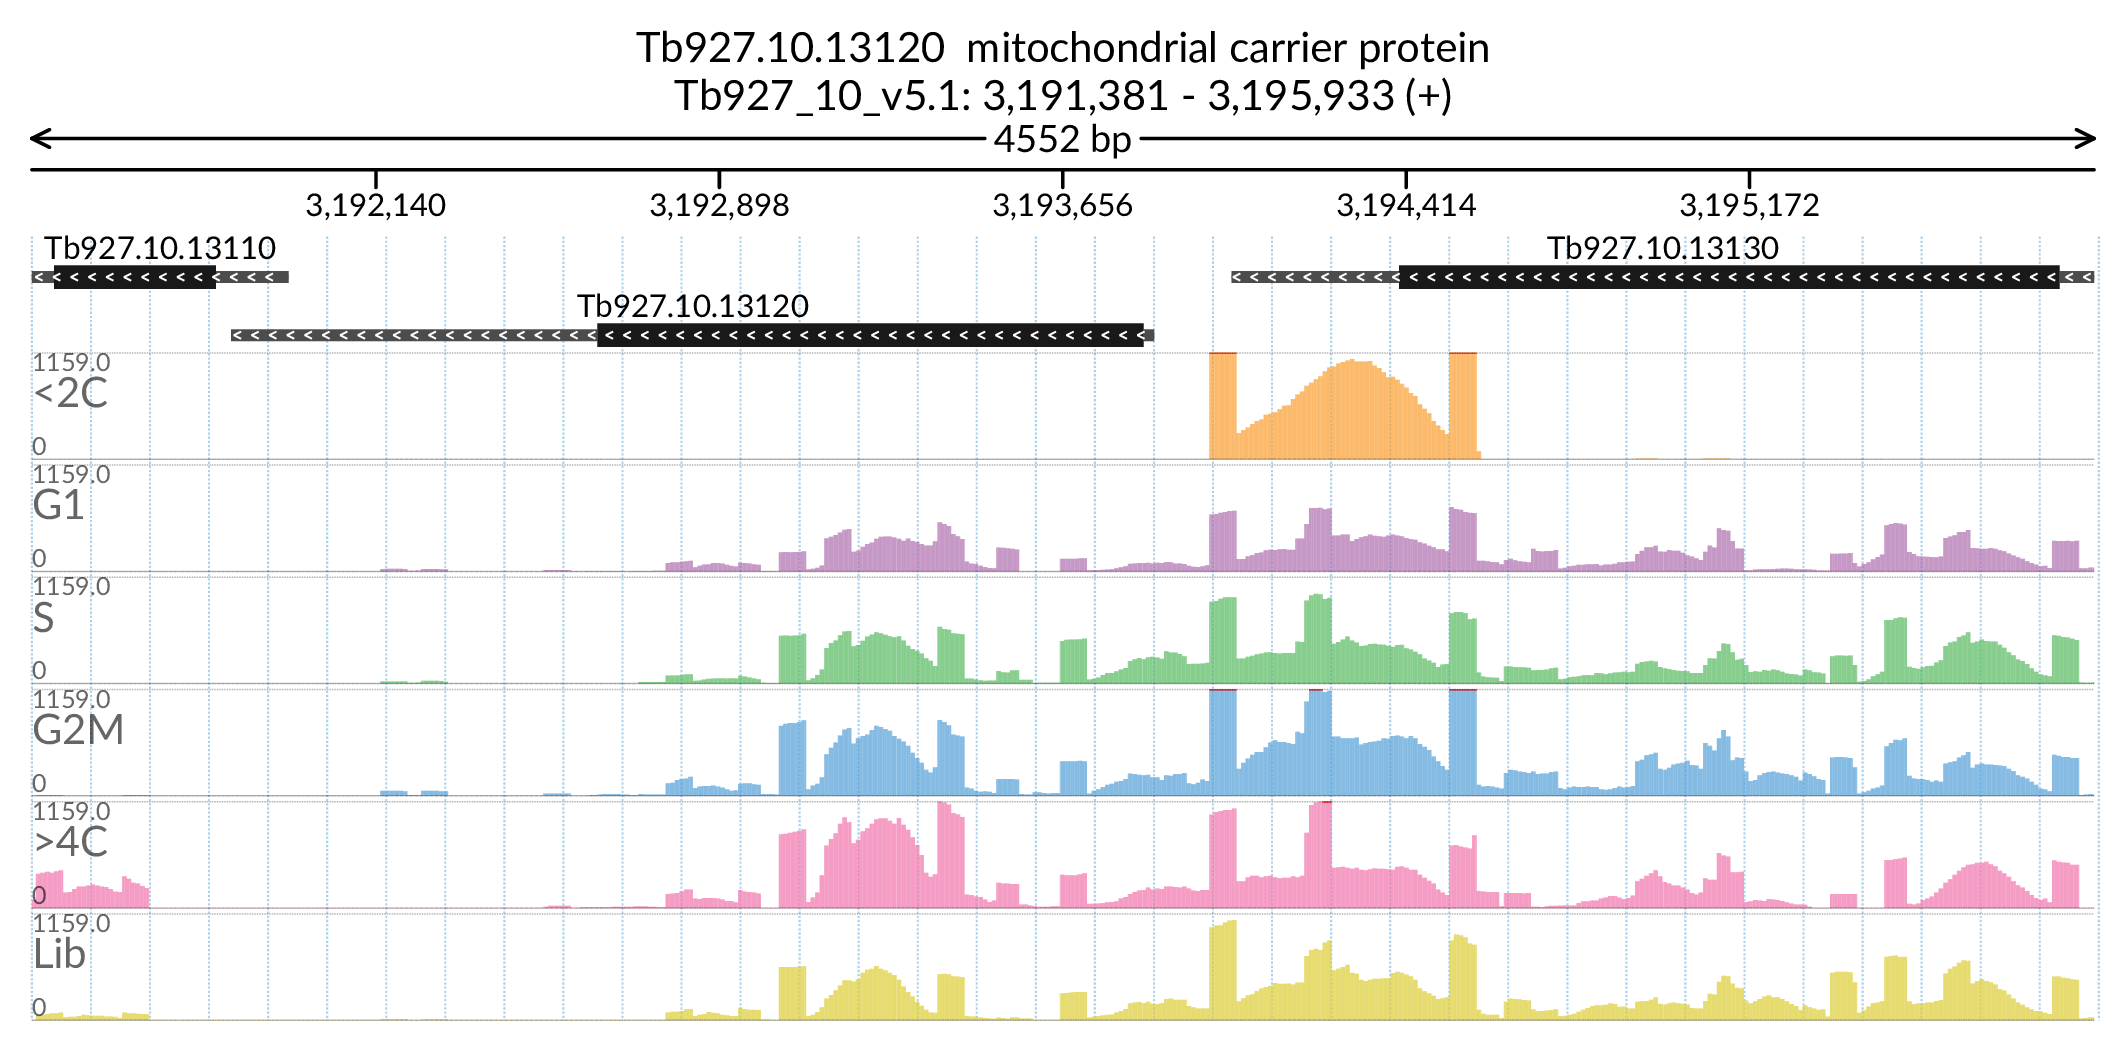 Tb927.10.13120  mitochondrial carrier protein
Tb927_10_v5.1: 3,191,381 - 3,195,933 (+)
4552 bp
3,192,140 3,192,898 3,193,656 3,194,414 3,195,172
Tb927.10.13110 Tb927.10.13130
Tb927.10.13120
1159.0
<2C
0
1159.0
G1
0
1159.0
S
0
1159.0
G2M
0
1159.0
>4C
0
1159.0
Lib
0